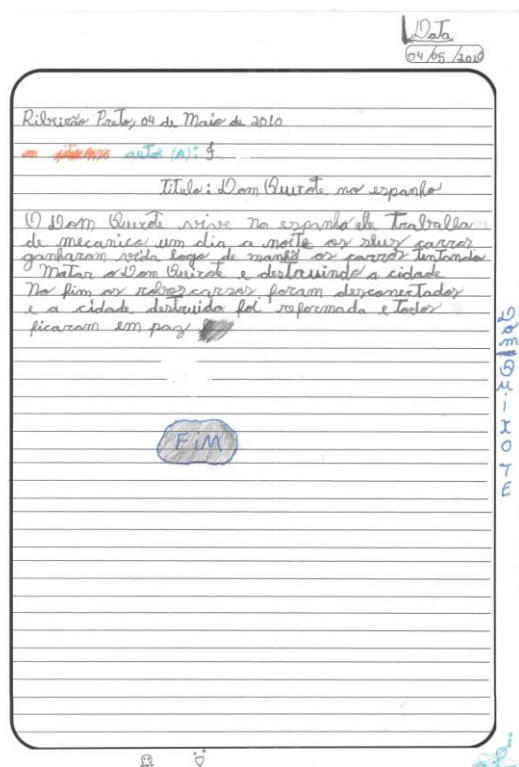 Data
04/05/2010
Ribeirão Preto, 04 de Maio de 2010
autor (A): J
Titulo: Dom Quixote no espanho
O Dom Quixote vive no espanho ele trabalha
de mecanico um dia a noite os seus carros
ganharam vida logo de manhã os carros tentando
Matar o Dom Quixote e destruindo a cidade
No fim os robos carros foram desconectados
e a cidade destruida foi reformada e todos
ficaram em paz
FiM
DOM QUIXOTE